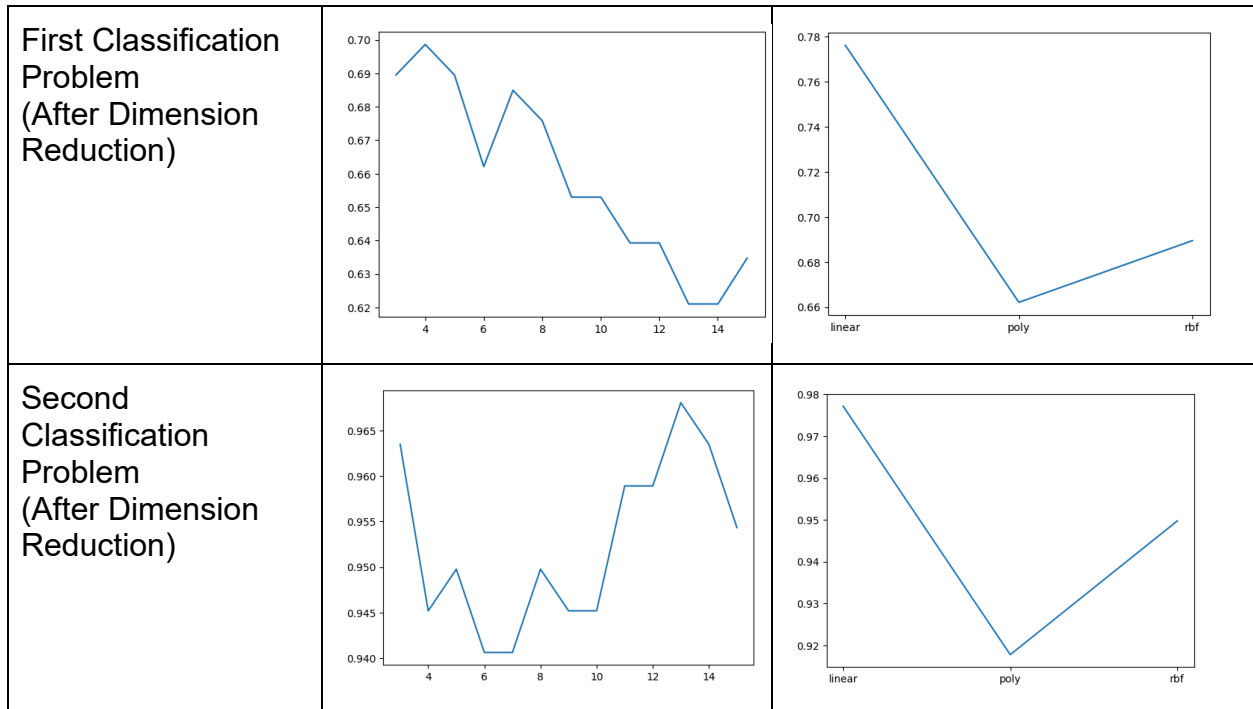 First Classification
Problem
(After Dimension
Reduction)
0.70
0.69
0.68
0.67
0.66
0.65
0.64
0.63
0.62
4 6 8 10 12 14
0.78
0.76
0.74
0.72
0.70
0.68
0.66
linear poly rbf
Second
Classification
Problem
(After Dimension
Reduction)
0.965
0.960
0.955
0.950
0.945
0.940
4 6 8 10 12 14
0.98
0.97
0.96
0.95
0.94
0.93
0.92
linear poly rbf